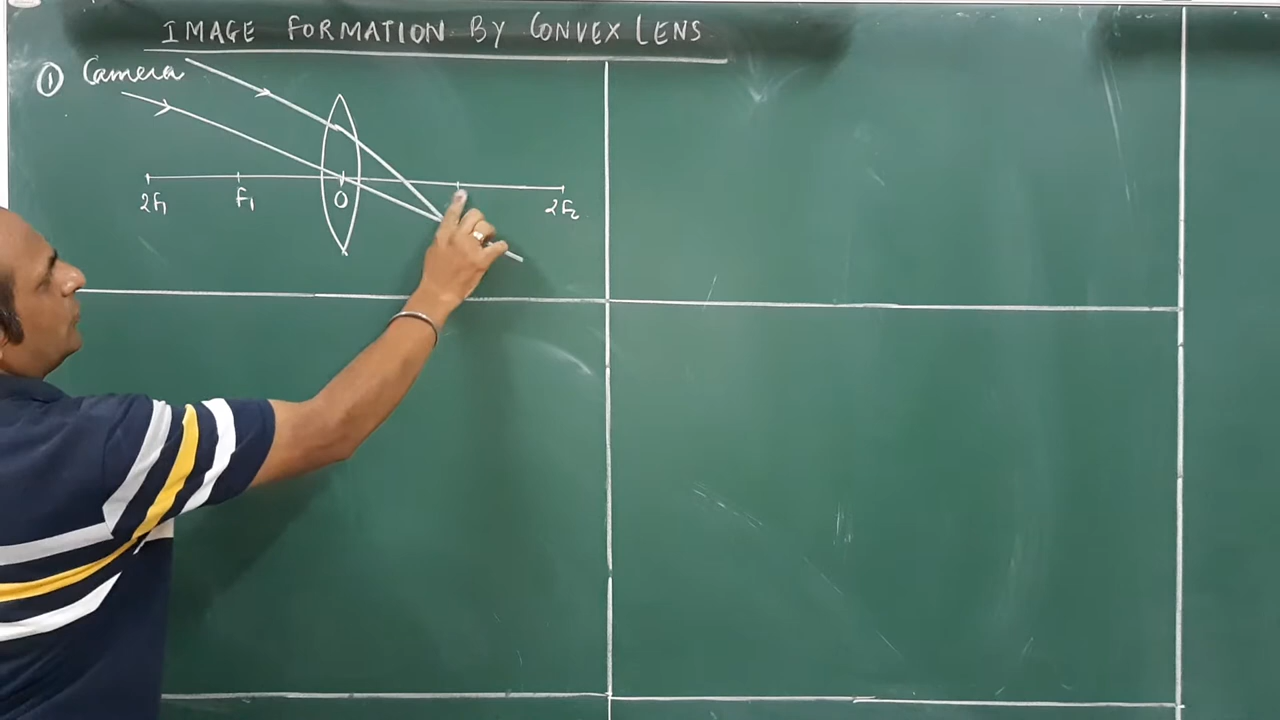 IMAGE FORMATION BY CONVEX LENS
① Camera
2F₁ F₁ O 2F₂